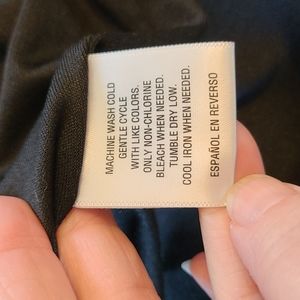 MACHINE WASH COLD
GENTLE CYCLE
WITH LIKE COLORS.
ONLY NON-CHLORINE
BLEACH WHEN NEEDED.
TUMBLE DRY LOW.
COOL IRON WHEN NEEDED.
ESPAÑOL EN REVERSO